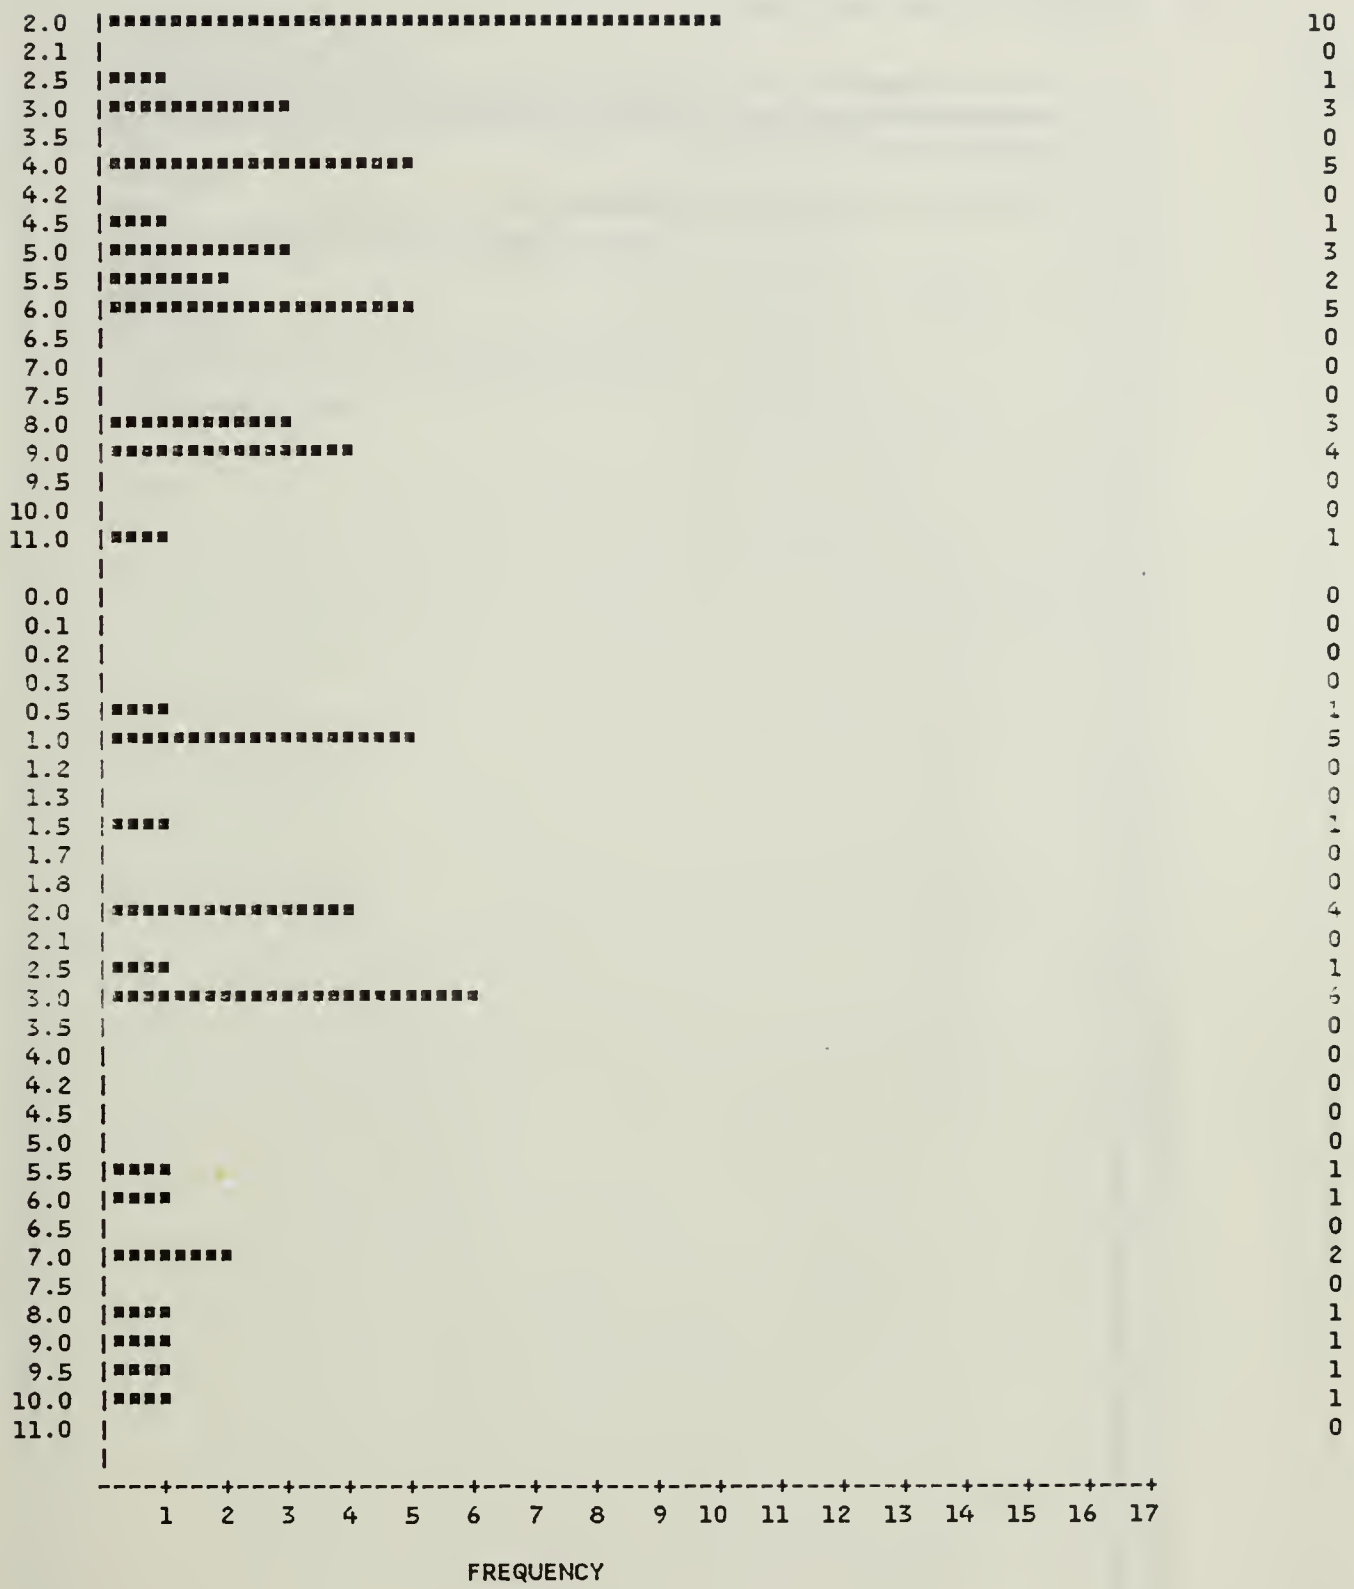 2.0 | 10
2.1 | 0
2.5 | 1
3.0 | 3
3.5 | 0
4.0 | 5
4.2 | 0
4.5 | 1
5.0 | 3
5.5 | 2
6.0 | 5
6.5 | 0
7.0 | 0
7.5 | 0
8.0 | 3
9.0 | 4
9.5 | 0
10.0 | 0
11.0 | 1
|
0.0 | 0
0.1 | 0
0.2 | 0
0.3 | 0
0.5 | 1
1.0 | 5
1.2 | 0
1.3 | 0
1.5 | 1
1.7 | 0
1.8 | 0
2.0 | 4
2.1 | 0
2.5 | 1
3.0 | 6
3.5 | 0
4.0 | 0
4.2 | 0
4.5 | 0
5.0 | 0
5.5 | 1
6.0 | 1
6.5 | 0
7.0 | 2
7.5 | 0
8.0 | 1
9.0 | 1
9.5 | 1
10.0 | 1
11.0 | 0
|
----+---+---+---+---+---+---+---+---+---+---+---+---+---+---+---+---+
1 2 3 4 5 6 7 8 9 10 11 12 13 14 15 16 17
FREQUENCY